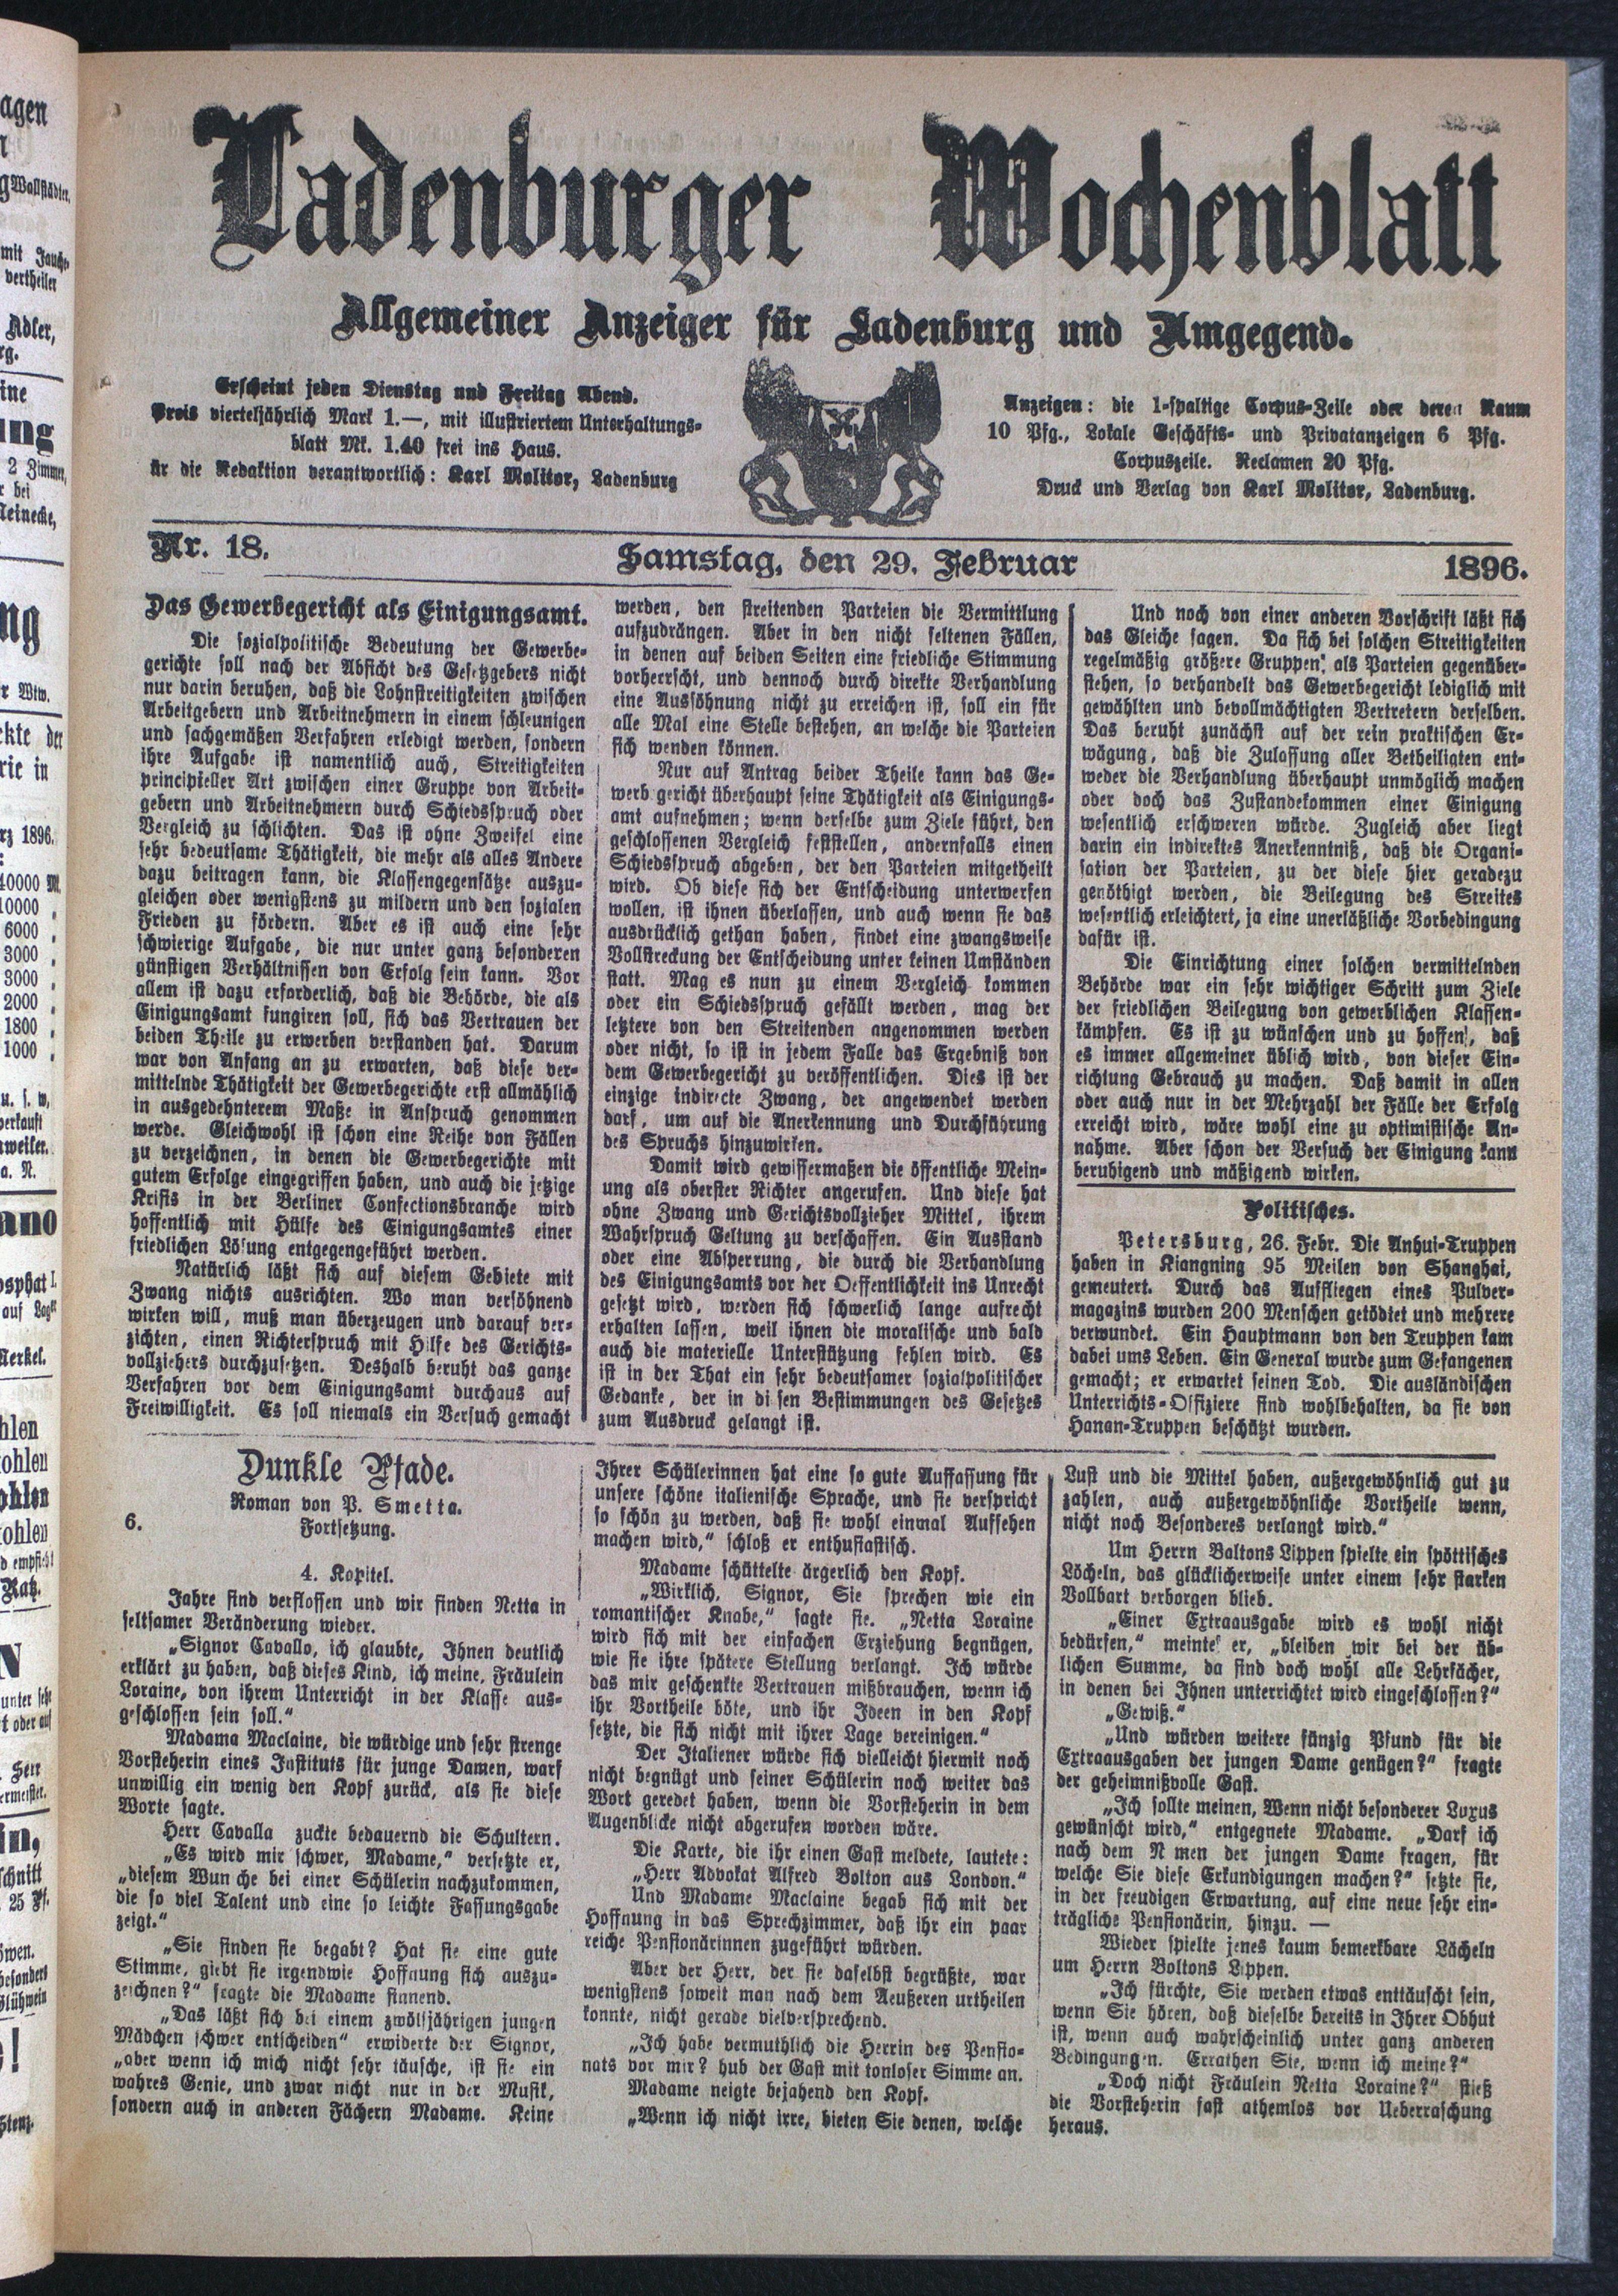 Ladenburger Wochenblatt
Allgemeiner Anzeiger für Ladenburg und Umgegend.
Erscheint jeden Dienstag und Freitag Abend.
Preis vierteljährlich Mark 1.—, mit illustriertem Unterhaltungs-
blatt Mk. 1.40 frei ins Haus.
ür die Redaktion verantwortlich: Karl Molitor, Ladenburg
Anzeigen: die 1-spaltige Corpus-Zeile oder deren Raum
10 Pfg., Lokale Geschäfts- und Privatanzeigen 6 Pfg.
Corpuszeile. Reclamen 20 Pfg.
Druck und Verlag von Karl Molitor, Ladenburg.
Nr. 18. Samstag, den 29. Februar 1896.
Das Gewerbegericht als Einigungsamt.
Die sozialpolitische Bedeutung der Gewerbe-
gerichte soll nach der Absicht des Gesetzgebers nicht
nur darin beruhen, daß die Lohnstreitigkeiten zwischen
Arbeitgebern und Arbeitnehmern in einem schleunigen
und sachgemäßen Verfahren erledigt werden, sondern
ihre Aufgabe ist namentlich auch, Streitigkeiten
principieller Art zwischen einer Gruppe von Arbeit-
gebern und Arbeitnehmern durch Schiedsspruch oder
Vergleich zu schlichten. Das ist ohne Zweifel eine
sehr bedeutsame Thätigkeit, die mehr als alles Andere
dazu beitragen kann, die Klassengegensätze auszu-
gleichen oder wenigstens zu mildern und den sozialen
Frieden zu fördern. Aber es ist auch eine sehr
schwierige Aufgabe, die nur unter ganz besonderen
günstigen Verhältnissen von Erfolg sein kann. Vor
allem ist dazu erforderlich, daß die Behörde, die als
Einigungsamt fungiren soll, sich das Vertrauen der
beiden Theile zu erwerben verstanden hat. Darum
war von Anfang an zu erwarten, daß diese ver-
mittelnde Thätigkeit der Gewerbegerichte erst allmählich
in ausgedehnterem Maße in Anspruch genommen
werde. Gleichwohl ist schon eine Reihe von Fällen
zu verzeichnen, in denen die Gewerbegerichte mit
gutem Erfolge eingegriffen haben, und auch die jetzige
Krisis in der Berliner Confectionsbranche wird
hoffentlich mit Hülfe des Einigungsamtes einer
friedlichen Lösung entgegengeführt werden.
Natürlich läßt sich auf diesem Gebiete mit
Zwang nichts ausrichten. Wo man versöhnend
wirken will, muß man überzeugen und darauf ver-
zichten, einen Richterspruch mit Hilfe des Gerichts-
vollziehers durchzusetzen. Deshalb beruht das ganze
Verfahren vor dem Einigungsamt durchaus auf
Freiwilligkeit. Es soll niemals ein Versuch gemacht
werden, den streitenden Parteien die Vermittlung
aufzudrängen. Aber in den nicht seltenen Fällen,
in denen auf beiden Seiten eine friedliche Stimmung
vorherrscht, und dennoch durch direkte Verhandlung
eine Aussöhnung nicht zu erreichen ist, soll ein für
alle Mal eine Stelle bestehen, an welche die Parteien
sich wenden können.
Nur auf Antrag beider Theile kann das Ge-
werb gericht überhaupt seine Thätigkeit als Einigungs-
amt aufnehmen; wenn derselbe zum Ziele führt, den
geschlossenen Vergleich feststellen, andernfalls einen
Schiedsspruch abgeben, der den Parteien mitgetheilt
wird. Ob diese sich der Entscheidung unterwerfen
wollen, ist ihnen überlassen, und auch wenn sie das
ausdrücklich gethan haben, findet eine zwangsweise
Vollstreckung der Entscheidung unter keinen Umständen
statt. Mag es nun zu einem Vergleich kommen
oder ein Schiedsspruch gefällt werden, mag der
letztere von den Streitenden angenommen werden
oder nicht, so ist in jedem Falle das Ergebniß von
dem Gewerbegericht zu veröffentlichen. Dies ist der
einzige indirecte Zwang, der angewendet werden
darf, um auf die Anerkennung und Durchführung
des Spruchs hinzuwirken.
Damit wird gewissermaßen die öffentliche Mein-
ung als oberster Richter angerufen. Und diese hat
ohne Zwang und Gerichtsvollzieher Mittel, ihrem
Wahrspruch Geltung zu verschaffen. Ein Ausstand
oder eine Absperrung, die durch die Verhandlung
des Einigungsamts vor der Oeffentlichkeit ins Unrecht
gesetzt wird, werden sich schwerlich lange aufrecht
erhalten lassen, weil ihnen die moralische und bald
auch die materielle Unterstützung fehlen wird. Es
ist in der That ein sehr bedeutsamer sozialpolitischer
Gedanke, der in di sen Bestimmungen des Gesetzes
zum Ausdruck gelangt ist.
Und noch von einer anderen Vorschrift läßt sich
das Gleiche sagen. Da sich bei solchen Streitigkeiten
regelmäßig größere Gruppen als Parteien gegenüber-
stehen, so verhandelt das Gewerbegericht lediglich mit
gewählten und bevollmächtigten Vertretern derselben.
Das beruht zunächst auf der rein praktischen Er-
wägung, daß die Zulassung aller Betheiligten ent-
weder die Verhandlung überhaupt unmöglich machen
oder doch das Zustandekommen einer Einigung
wesentlich erschweren würde. Zugleich aber liegt
darin ein indirektes Anerkenntniß, daß die Organi-
sation der Parteien, zu der diese hier geradezu
genöthigt werden, die Beilegung des Streites
wesentlich erleichtert, ja eine unerläßliche Vorbedingung
dafür ist.
Die Einrichtung einer solchen vermittelnden
Behörde war ein sehr wichtiger Schritt zum Ziele
der friedlichen Beilegung von gewerblichen Klassen-
kämpfen. Es ist zu wünschen und zu hoffen, daß
es immer allgemeiner üblich wird, von dieser Ein-
richtung Gebrauch zu machen. Daß damit in allen
oder auch nur in der Mehrzahl der Fälle der Erfolg
erreicht wird, wäre wohl eine zu optimistische An-
nahme. Aber schon der Versuch der Einigung kann
beruhigend und mäßigend wirken.
Politisches.
Petersburg, 26. Febr. Die Anhui-Truppen
haben in Kiangning 95 Meilen von Shanghai,
gemeutert. Durch das Auffliegen eines Pulver-
magazins wurden 200 Menschen getödtet und mehrere
verwundet. Ein Hauptmann von den Truppen kam
dabei ums Leben. Ein General wurde zum Gefangenen
gemacht; er erwartet seinen Tod. Die ausländischen
Unterrichts-Offiziere sind wohlbehalten, da sie von
Hanan-Truppen beschützt wurden.
Dunkle Pfade.
Roman von P. Smetta.
6. Fortsetzung.
4. Kopitel.
Jahre sind verflossen und wir finden Netta in
seltsamer Veränderung wieder.
„Signor Caballo, ich glaubte, Ihnen deutlich
erklärt zu haben, daß dieses Kind, ich meine, Fräulein
Loraine, von ihrem Unterricht in der Klasse aus-
geschlossen sein soll."
Madama Maclaine, die würdige und sehr strenge
Vorsteherin eines Instituts für junge Damen, warf
unwillig ein wenig den Kopf zurück, als sie diese
Worte sagte.
Herr Cavalla zuckte bedauernd die Schultern.
„Es wird mir schwer, Madame," versetzte er,
„diesem Wun che bei einer Schülerin nachzukommen,
die so viel Talent und eine so leichte Fassungsgabe
zeigt."
„Sie finden sie begabt? Hat sie eine gute
Stimme, giebt sie irgendwie Hoffnung sich auszu-
zeichnen?" fragte die Madame sinnend.
„Das läßt sich bei einem zwölfjährigen jungen
Mädchen schwer entscheiden" erwiderte der Signor,
„aber wenn ich mich nicht sehr täusche, ist sie ein
wahres Genie, und zwar nicht nur in der Musik,
sondern auch in anderen Fächern Madame. Keine
Ihrer Schülerinnen hat eine so gute Auffassung für
unsere schöne italienische Sprache, und sie verspricht
so schön zu werden, daß sie wohl einmal Aufsehen
machen wird," schloß er enthusiastisch.
Madame schüttelte ärgerlich den Kopf.
„Wirklich, Signor, Sie sprechen wie ein
romantischer Knabe," sagte sie. „Netta Loraine
wird sich mit der einfachen Erziehung begnügen,
wie sie ihre spätere Stellung verlangt. Ich würde
das mir geschenkte Vertrauen mißbrauchen, wenn ich
ihr Vortheile böte, und ihr Ideen in den Kopf
setzte, die sich nicht mit ihrer Lage vereinigen."
Der Italiener würde sich vielleicht hiermit noch
nicht begnügt und seiner Schülerin noch weiter das
Wort geredet haben, wenn die Vorsteherin in dem
Augenblicke nicht abgerufen worden wäre.
Die Karte, die ihr einen Gast meldete, lautete:
„Herr Advokat Alfred Bolton aus London."
Und Madame Maclaine begab sich mit der
Hoffnung in das Sprechzimmer, daß ihr ein paar
reiche Pensionärinnen zugeführt würden.
Aber der Herr, der sie daselbst begrüßte, war
wenigstens soweit man nach dem Aeußeren urtheilen
konnte, nicht gerade vielversprechend.
„Ich habe vermuthlich die Herrin des Pensio-
nats vor mir? hub der Gast mit tonloser Simme an.
Madame neigte bejahend den Kopf.
„Wenn ich nicht irre, bieten Sie denen, welche
Lust und die Mittel haben, außergewöhnlich gut zu
zahlen, auch außergewöhnliche Vortheile wenn,
nicht noch Besonderes verlangt wird."
Um Herrn Baltons Lippen spielte ein spöttisches
Löcheln, das glücklicherweise unter einem sehr starken
Vollbart verborgen blieb.
„Einer Extraausgabe wird es wohl nicht
bedürfen," meinte er, „bleiben wir bei der üb-
lichen Summe, da sind doch wohl alle Lehrfächer,
in denen bei Ihnen unterrichtet wird eingeschlossen?"
„Gewiß."
„Und würden weitere fünzig Pfund für die
Extraausgaben der jungen Dame genügen?" fragte
der geheimnißvolle Gast.
„Ich sollte meinen, Wenn nicht besonderer Luxus
gewünscht wird," entgegnete Madame. „Darf ich
nach dem N men der jungen Dame fragen, für
welche Sie diese Erkundigungen machen?" setzte sie,
in der freudigen Erwartung, auf eine neue sehr ein-
trägliche Pensionärin, hinzu. —
Wieder spielte jenes kaum bemerkbare Lächeln
um Herrn Boltons Lippen.
„Ich fürchte, Sie werden etwas enttäuscht sein,
wenn Sie hören, daß dieselbe bereits in Ihrer Obhut
ist, wenn auch wahrscheinlich unter ganz anderen
Bedingungen. Errathen Sie, wenn ich meine?"
„Doch nicht Fräulein Netta Loraine?" stieß
die Vorsteherin fast athemlos vor Ueberraschung
heraus.